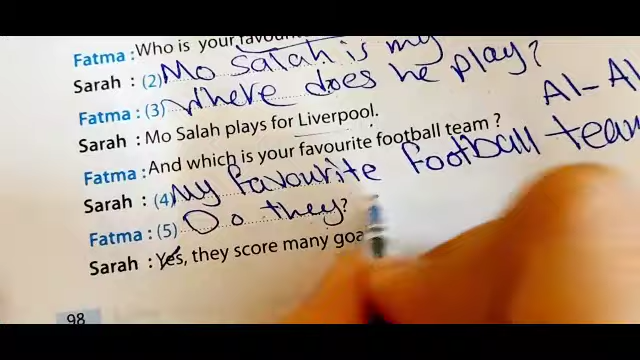 Fatma : Who is your favourite
Sarah : (2) Mo Salah is my
Fatma : (3) Where does he play?
Sarah : Mo Salah plays for Liverpool.
Fatma : And which is your favourite football team ?
Al-Al
Sarah : (4) My favourite football team
Fatma : (5) Do they?
Sarah : Yes, they score many goa
98